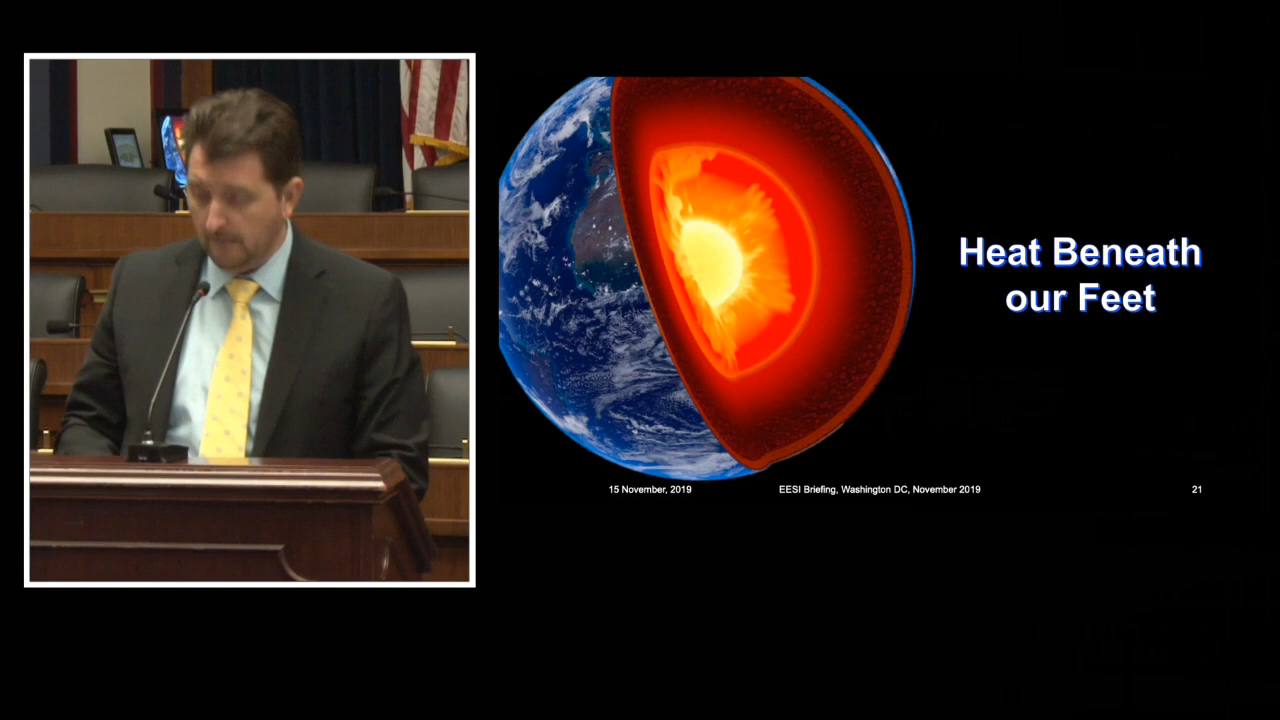 Heat Beneath
our Feet
15 November, 2019
EESI Briefing, Washington DC, November 2019
21